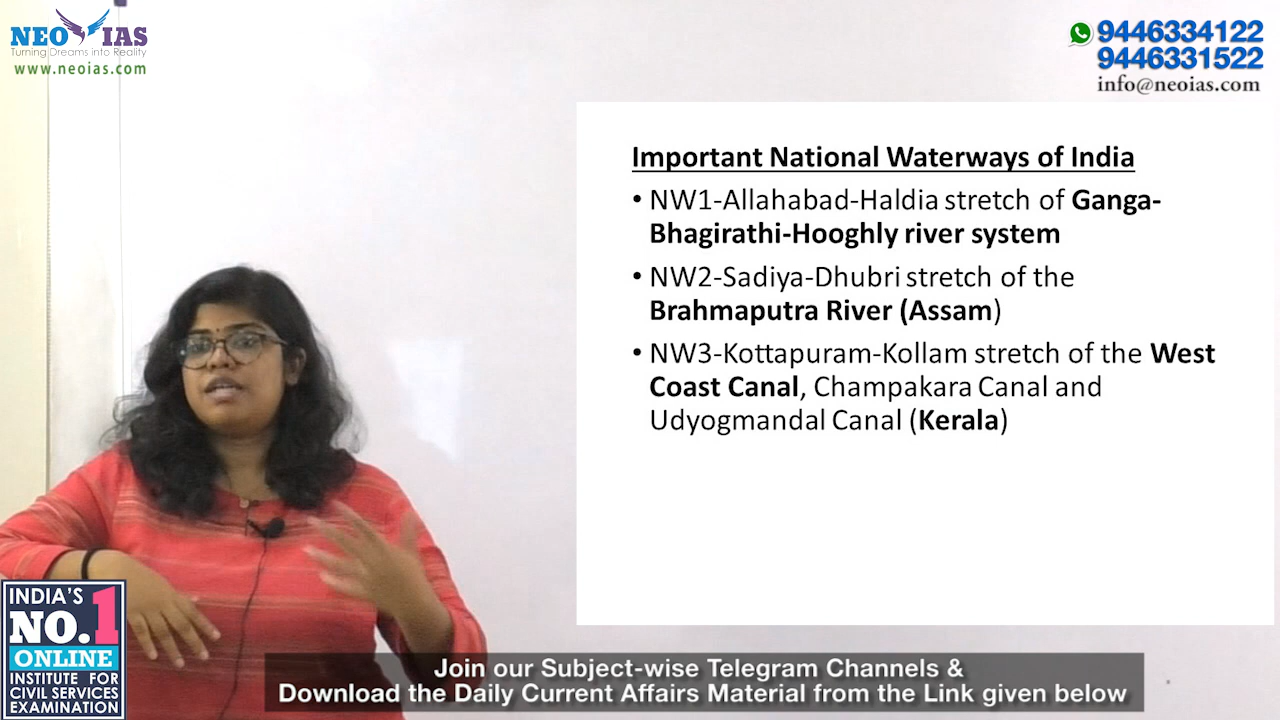 NEO IAS
Turning Dreams into Reality
www.neoias.com
9446334122
9446331522
info@neoias.com
Important National Waterways of India
• NW1-Allahabad-Haldia stretch of Ganga-
Bhagirathi-Hooghly river system
• NW2-Sadiya-Dhubri stretch of the
Brahmaputra River (Assam)
• NW3-Kottapuram-Kollam stretch of the West
Coast Canal, Champakara Canal and
Udyogmandal Canal (Kerala)
INDIA'S
NO.1
ONLINE
INSTITUTE FOR
CIVIL SERVICES
EXAMINATION
Join our Subject-wise Telegram Channels &
Download the Daily Current Affairs Material from the Link given below